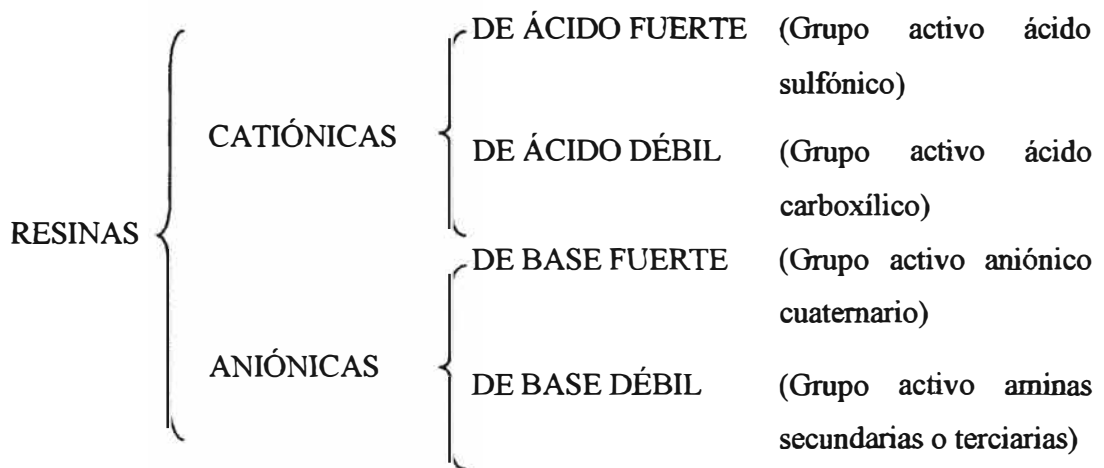 DE ÁCIDO FUERTE (Grupo activo ácido
sulfónico)
CATIÓNICAS
DE ÁCIDO DÉBIL (Grupo activo ácido
carboxílico)
RESINAS
DE BASE FUERTE (Grupo activo aniónico
cuaternario)
ANIÓNICAS
DE BASE DÉBIL (Grupo activo aminas
secundarias o terciarias)